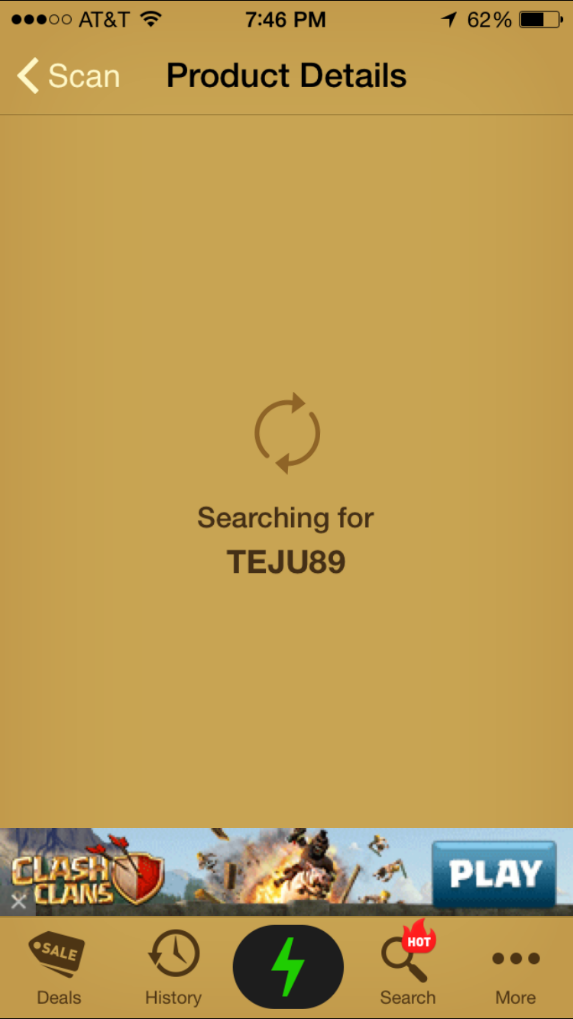 AT&T 7:46 PM 62%
Scan Product Details
Searching for
TEJU89
CLASH
CLANS
PLAY
SALE
HOT
Deals History Search More